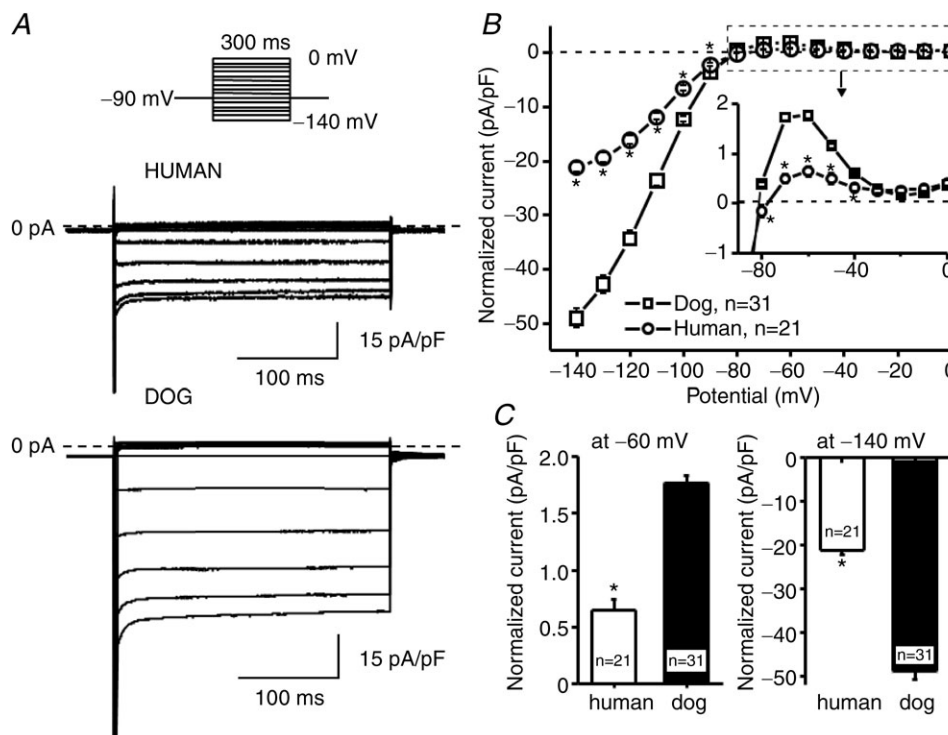 A
300 ms
0 mV
−90 mV
−140 mV
HUMAN
0 pA
15 pA/pF
100 ms
DOG
0 pA
15 pA/pF
100 ms
B
Normalized current (pA/pF)
0
−10
−20
−30
−40
−50
* * * * * *
2
1
0
−1
* * * * *
−80 −40 0
Dog, n=31
Human, n=21
−140 −120 −100 −80 −60 −40 −20 0
Potential (mV)
C
at −60 mV
Normalized current (pA/pF)
2.0
1.5
1.0
0.5
0
*
n=21
n=31
human dog
at −140 mV
Normalized current (pA/pF)
0
−10
−20
−30
−40
−50
n=21
*
n=31
human dog